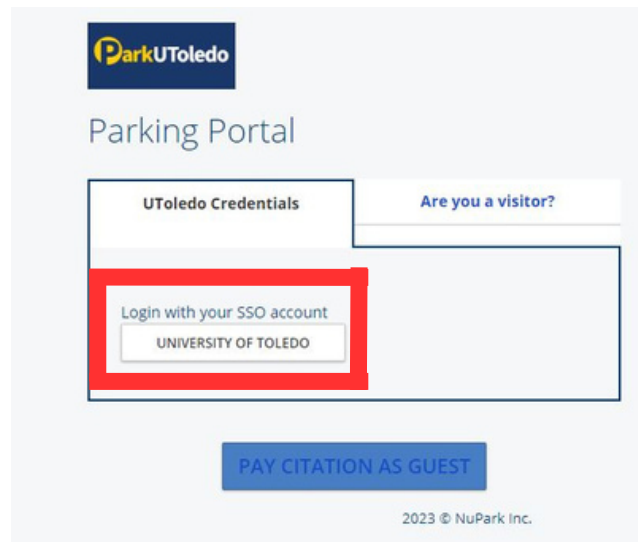 ParkUToledo
Parking Portal
UToledo Credentials
Are you a visitor?
Login with your SSO account
UNIVERSITY OF TOLEDO
PAY CITATION AS GUEST
2023 © NuPark Inc.